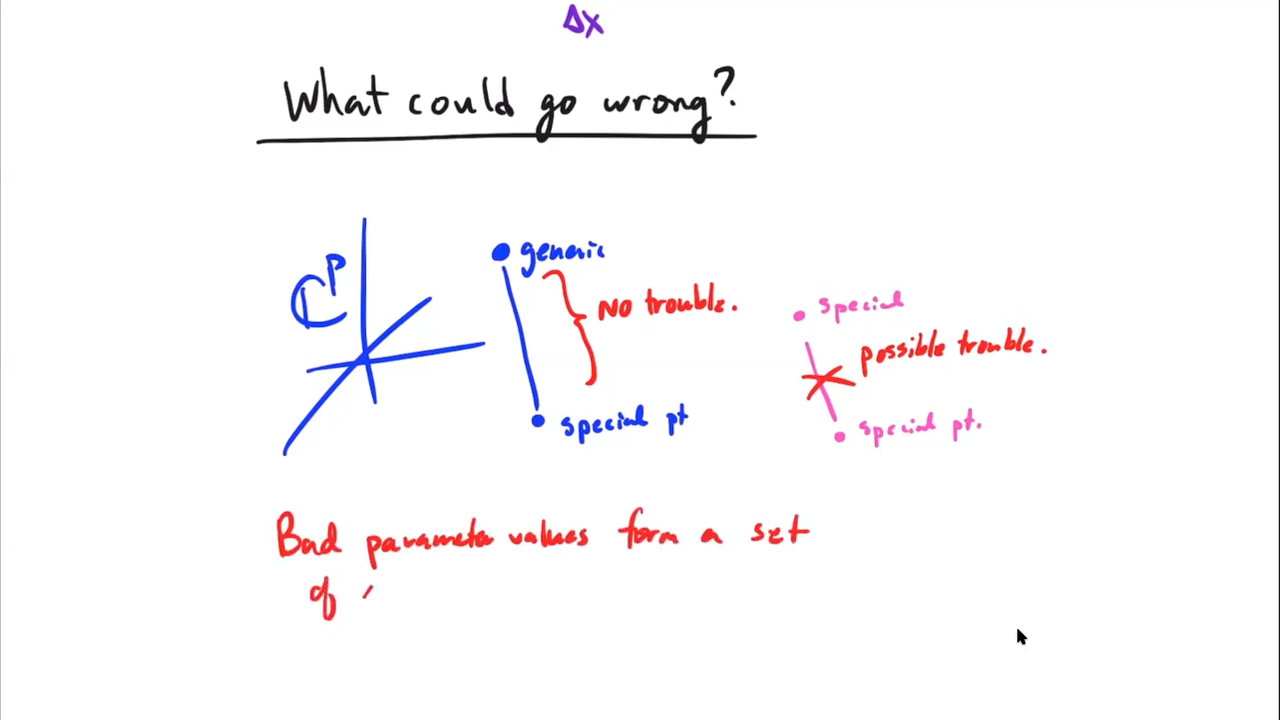 Δx
What could go wrong?
ℂᵖ
generic
No trouble.
special pt
special
possible trouble.
special pt.
Bad parameter values form a set
of